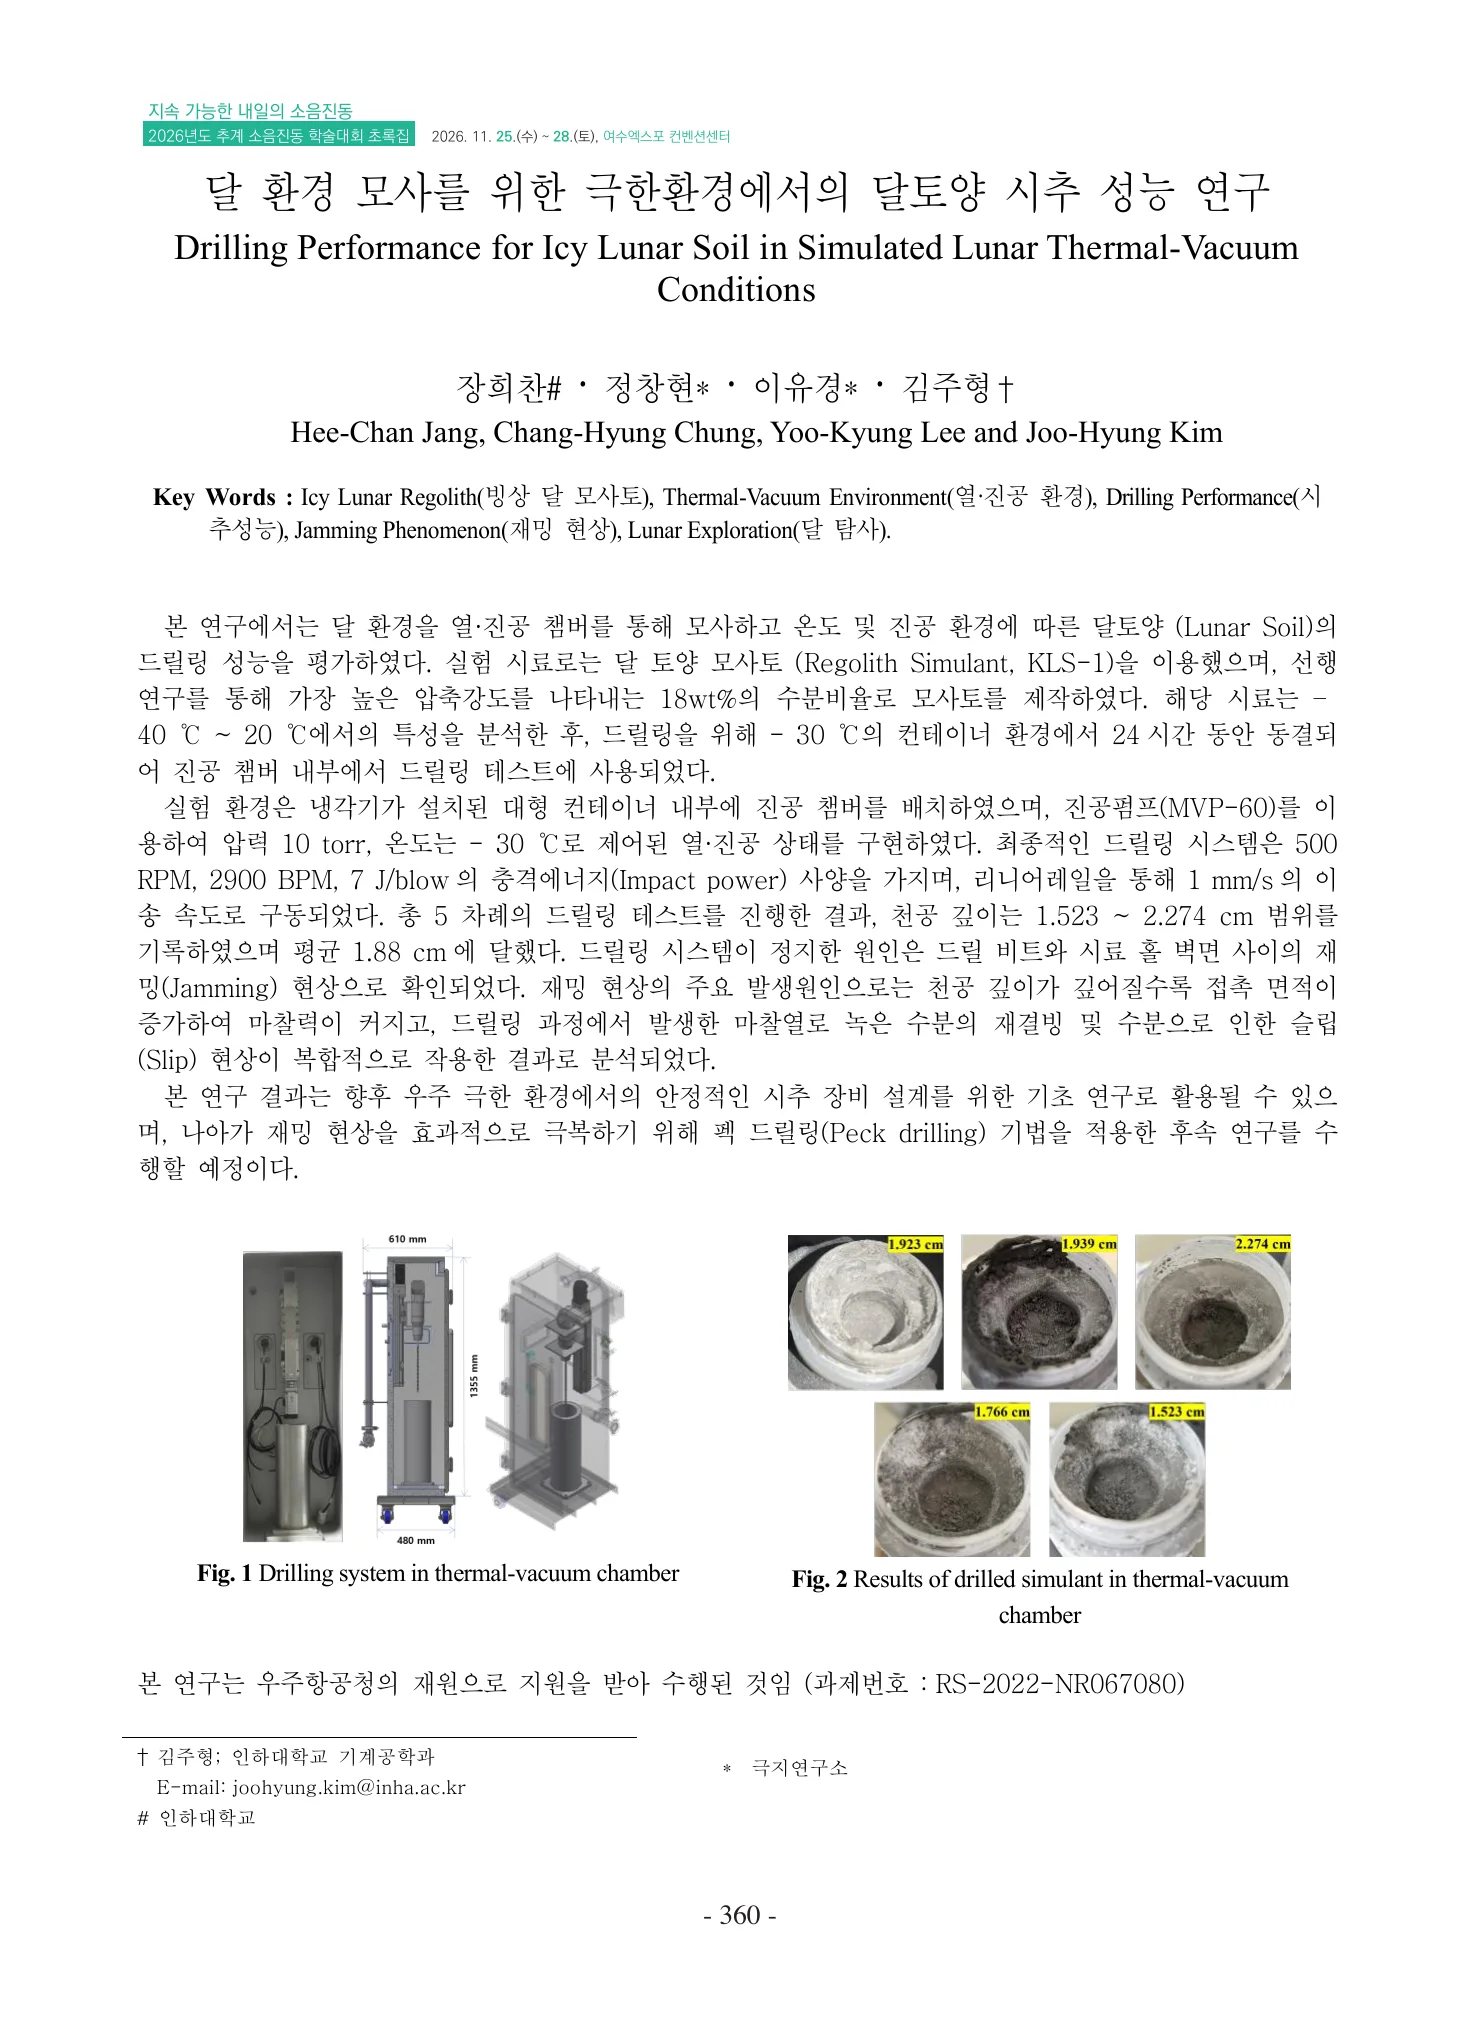 지속 가능한 내일의 소음진동
2026년도 추계 소음진동 학술대회 초록집 2026. 11. 25.(수) ~ 28.(토), 여수엑스포 컨벤션센터
달 환경 모사를 위한 극한환경에서의 달토양 시추 성능 연구
Drilling Performance for Icy Lunar Soil in Simulated Lunar Thermal-Vacuum
Conditions
장희찬# · 정창현* · 이유경* · 김주형†
Hee-Chan Jang, Chang-Hyung Chung, Yoo-Kyung Lee and Joo-Hyung Kim
Key Words : Icy Lunar Regolith(빙상 달 모사토), Thermal-Vacuum Environment(열·진공 환경), Drilling Performance(시
추성능), Jamming Phenomenon(재밍 현상), Lunar Exploration(달 탐사).
본 연구에서는 달 환경을 열·진공 챔버를 통해 모사하고 온도 및 진공 환경에 따른 달토양 (Lunar Soil)의
드릴링 성능을 평가하였다. 실험 시료로는 달 토양 모사토 (Regolith Simulant, KLS-1)을 이용했으며, 선행
연구를 통해 가장 높은 압축강도를 나타내는 18wt%의 수분비율로 모사토를 제작하였다. 해당 시료는 -
40 ℃ ~ 20 ℃에서의 특성을 분석한 후, 드릴링을 위해 - 30 ℃의 컨테이너 환경에서 24 시간 동안 동결되
어 진공 챔버 내부에서 드릴링 테스트에 사용되었다.
실험 환경은 냉각기가 설치된 대형 컨테이너 내부에 진공 챔버를 배치하였으며, 진공펌프(MVP-60)를 이
용하여 압력 10 torr, 온도는 - 30 ℃로 제어된 열·진공 상태를 구현하였다. 최종적인 드릴링 시스템은 500
RPM, 2900 BPM, 7 J/blow 의 충격에너지(Impact power) 사양을 가지며, 리니어레일을 통해 1 mm/s 의 이
송 속도로 구동되었다. 총 5 차례의 드릴링 테스트를 진행한 결과, 천공 깊이는 1.523 ~ 2.274 cm 범위를
기록하였으며 평균 1.88 cm 에 달했다. 드릴링 시스템이 정지한 원인은 드릴 비트와 시료 홀 벽면 사이의 재
밍(Jamming) 현상으로 확인되었다. 재밍 현상의 주요 발생원인으로는 천공 깊이가 깊어질수록 접촉 면적이
증가하여 마찰력이 커지고, 드릴링 과정에서 발생한 마찰열로 녹은 수분의 재결빙 및 수분으로 인한 슬립
(Slip) 현상이 복합적으로 작용한 결과로 분석되었다.
본 연구 결과는 향후 우주 극한 환경에서의 안정적인 시추 장비 설계를 위한 기초 연구로 활용될 수 있으
며, 나아가 재밍 현상을 효과적으로 극복하기 위해 펙 드릴링(Peck drilling) 기법을 적용한 후속 연구를 수
행할 예정이다.
610 mm
1355 mm
480 mm
Fig. 1 Drilling system in thermal-vacuum chamber
1.923 cm 1.939 cm 2.274 cm
1.766 cm 1.523 cm
Fig. 2 Results of drilled simulant in thermal-vacuum
chamber
본 연구는 우주항공청의 재원으로 지원을 받아 수행된 것임 (과제번호 : RS-2022-NR067080)
† 김주형; 인하대학교 기계공학과
E-mail: joohyung.kim@inha.ac.kr
# 인하대학교
* 극지연구소
- 360 -